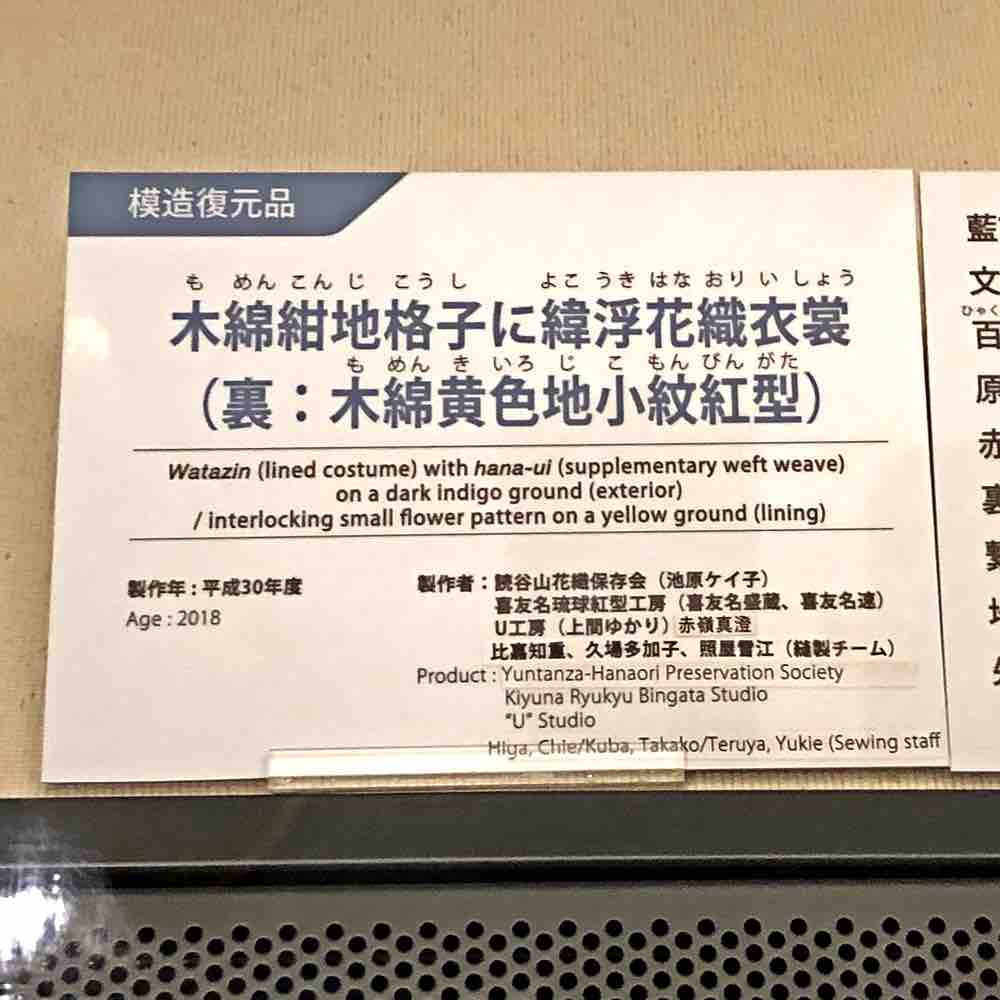 模造復元品
も めん こん じ こう し よこ うき はな おり い しょう
木綿紺地格子に緯浮花織衣裳
も めん き いろ じ こ もん びん がた
（裏：木綿黄色地小紋紅型）
Watazin (lined costume) with hana-ui (supplementary weft weave)
on a dark indigo ground (exterior)
/ interlocking small flower pattern on a yellow ground (lining)
製作年：平成30年度
Age : 2018
製作者：読谷山花織保存会（池原ケイ子）
喜友名琉球紅型工房（喜友名盛蔵、喜友名進）
U工房（上間ゆかり）赤嶺真澄
比嘉知重、久場多加子、照屋雪江（縫製チーム）
Product : Yuntanza-Hanaori Preservation Society
Kiyuna Ryukyu Bingata Studio
"U" Studio
Higa, Chie/Kuba, Takako/Teruya, Yukie (Sewing staff
藍
文
ひゃく
百
原
赤
裏